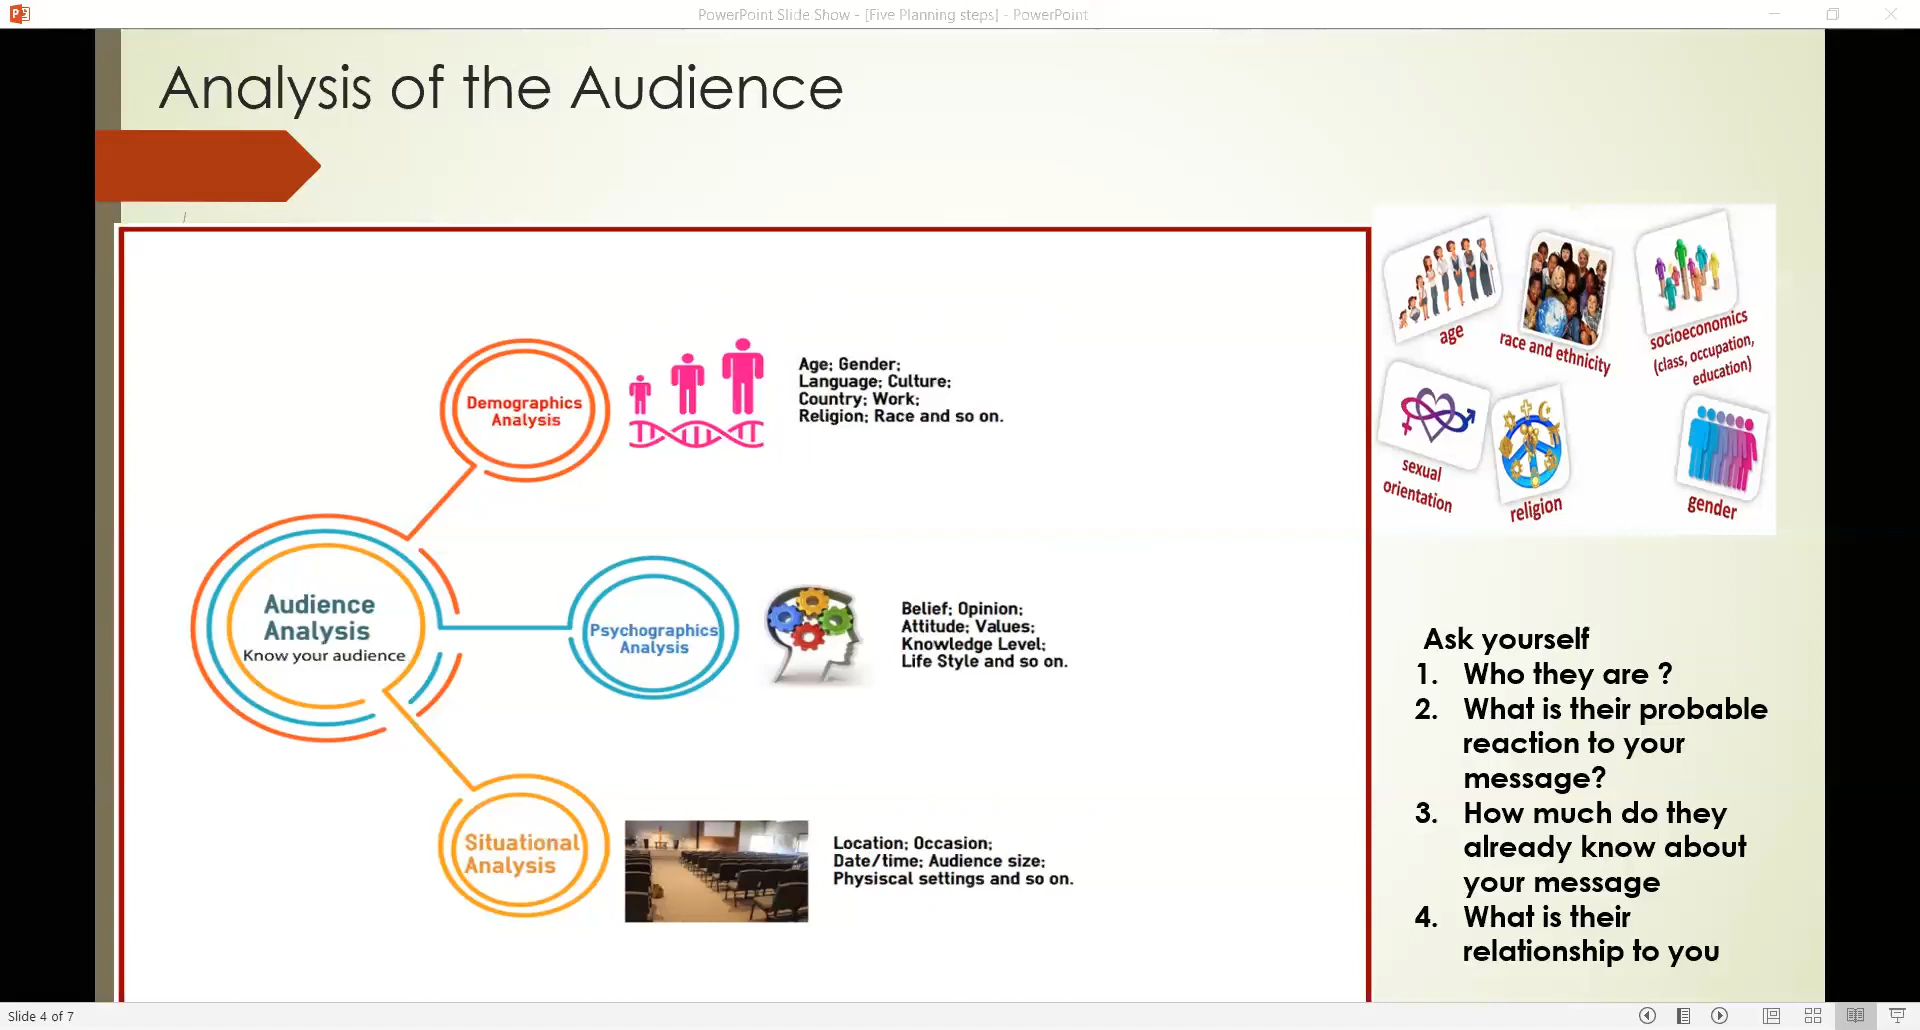 PowerPoint Slide Show - [Five Planning steps] - PowerPoint
Analysis of the Audience
Demographics
Analysis
Age; Gender;
Language; Culture;
Country; Work;
Religion; Race and so on.
Audience
Analysis
Know your audience
Psychographics
Analysis
Belief; Opinion;
Attitude; Values;
Knowledge Level;
Life Style and so on.
Situational
Analysis
Location; Occasion;
Date/time; Audience size;
Physiscal settings and so on.
age
race and ethnicity
socioeconomics
(class, occupation,
education)
sexual
orientation
religion
gender
Ask yourself
1. Who they are ?
2. What is their probable
reaction to your
message?
3. How much do they
already know about
your message
4. What is their
relationship to you
Slide 4 of 7